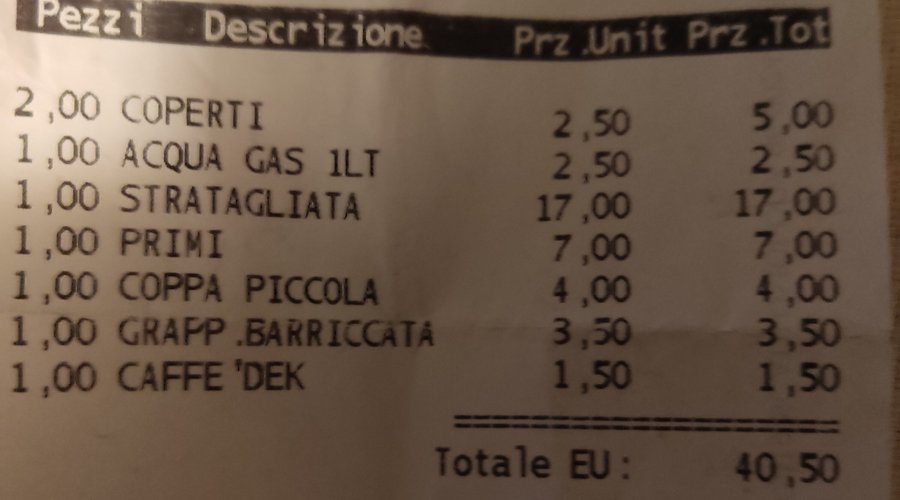 Pezzi Descrizione Prz.Unit Prz.Tot
2,00 COPERTI 2,50 5,00
1,00 ACQUA GAS 1LT 2,50 2,50
1,00 STRATAGLIATA 17,00 17,00
1,00 PRIMI 7,00 7,00
1,00 COPPA PICCOLA 4,00 4,00
1,00 GRAPP.BARRICCATA 3,50 3,50
1,00 CAFFE'DEK 1,50 1,50
Totale EU: 40,50